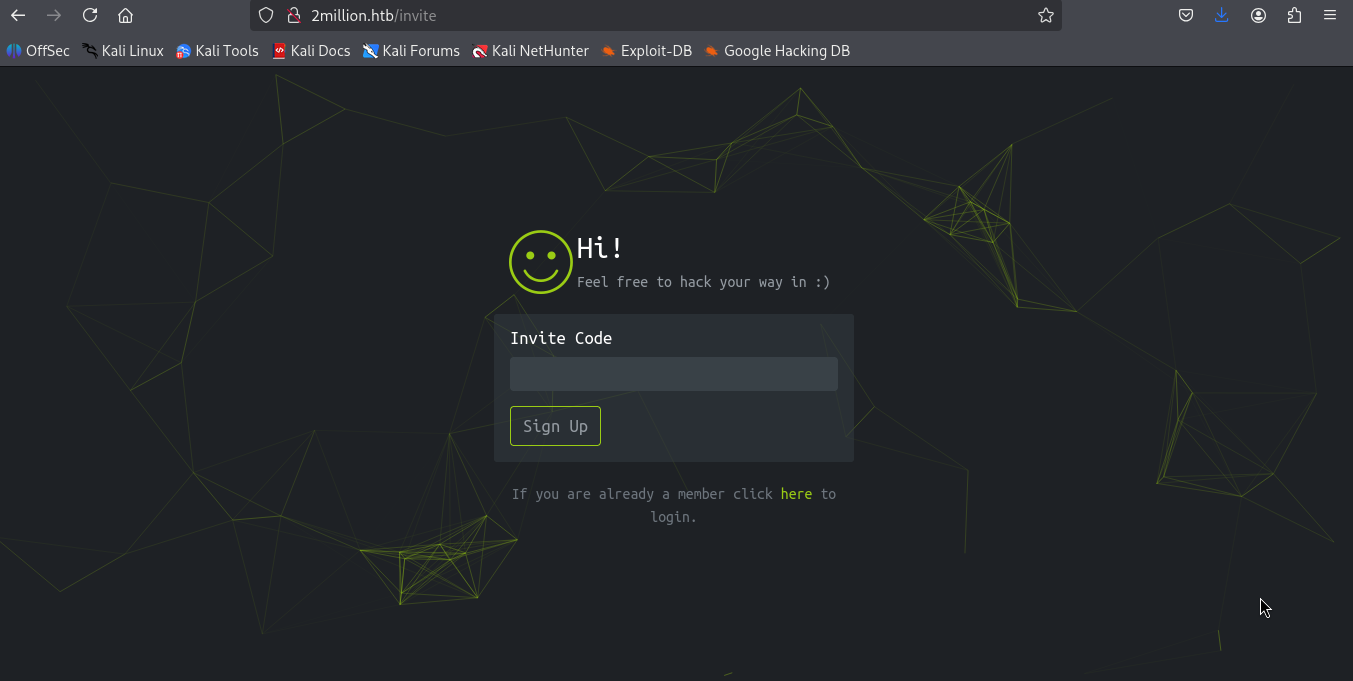 2million.htb/invite
OffSec Kali Linux Kali Tools Kali Docs Kali Forums Kali NetHunter Exploit-DB Google Hacking DB
Hi!
Feel free to hack your way in :)
Invite Code
Sign Up
If you are already a member click here to
login.